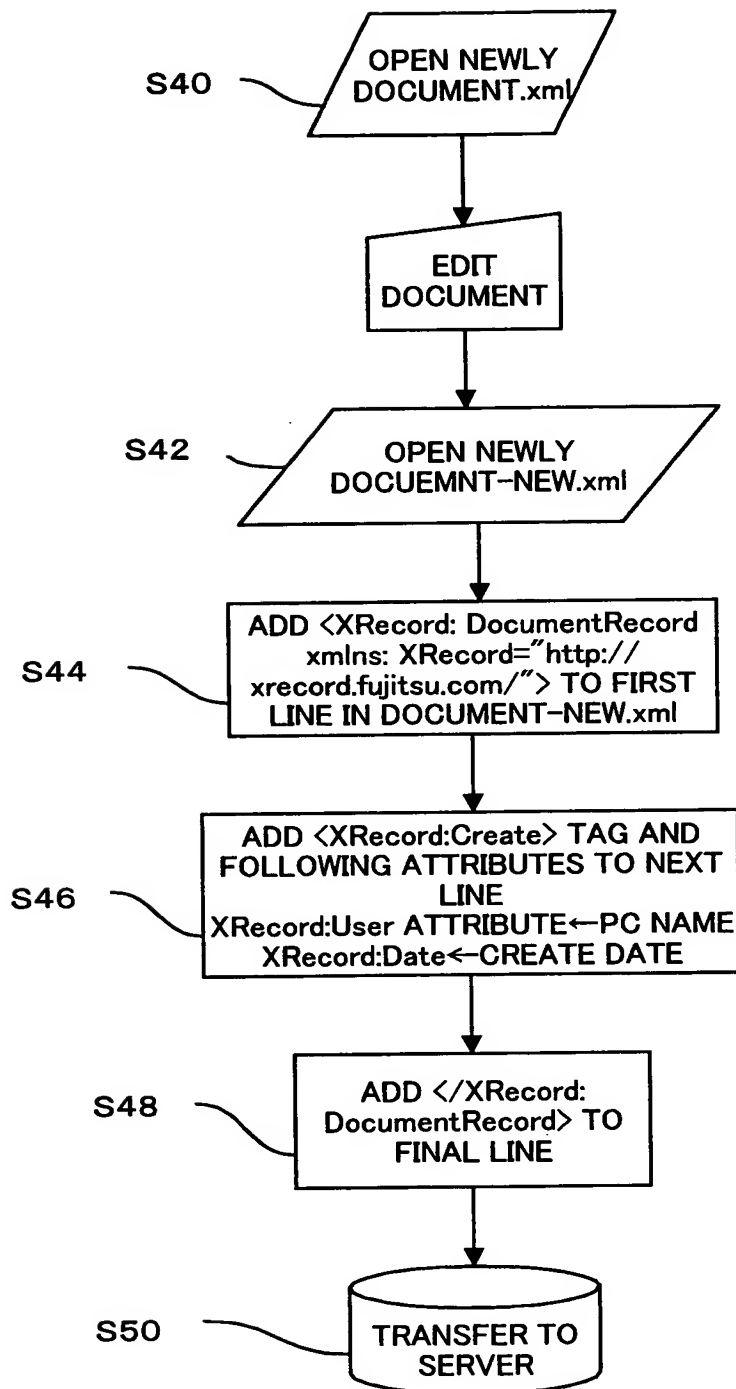 S40
OPEN NEWLY
DOCUMENT.xml
EDIT
DOCUMENT
S42
OPEN NEWLY
DOCUEMNT-NEW.xml
S44
ADD <XRecord: DocumentRecord
xmlns: XRecord="http://
xrecord.fujitsu.com/"> TO FIRST
LINE IN DOCUMENT-NEW.xml
S46
ADD <XRecord:Create> TAG AND
FOLLOWING ATTRIBUTES TO NEXT
LINE
XRecord:User ATTRIBUTE←PC NAME
XRecord:Date←CREATE DATE
S48
ADD </XRecord:
DocumentRecord> TO
FINAL LINE
S50
TRANSFER TO
SERVER